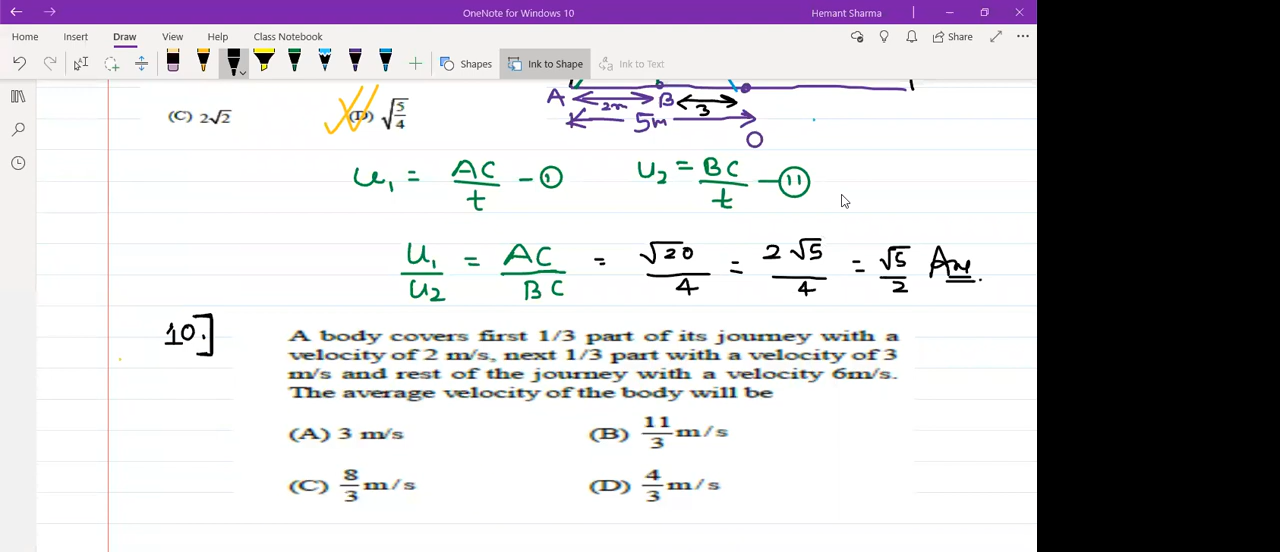 OneNote for Windows 10
Hemant Sharma
Home Insert Draw View Help Class Notebook Share
Shapes Ink to Shape Ink to Text
A 2m B 3
(C) 2√2 (D) √5/4
5m
O
u₁ = AC/t - (1) u₂ = BC/t - (11)
u₁/u₂ = AC/BC = √20/4 = 2√5/4 = √5/2 Ans.
10.]
A body covers first 1/3 part of its journey with a
velocity of 2 m/s, next 1/3 part with a velocity of 3
m/s and rest of the journey with a velocity 6m/s.
The average velocity of the body will be
(A) 3 m/s (B) 11/3 m/s
(C) 8/3 m/s (D) 4/3 m/s